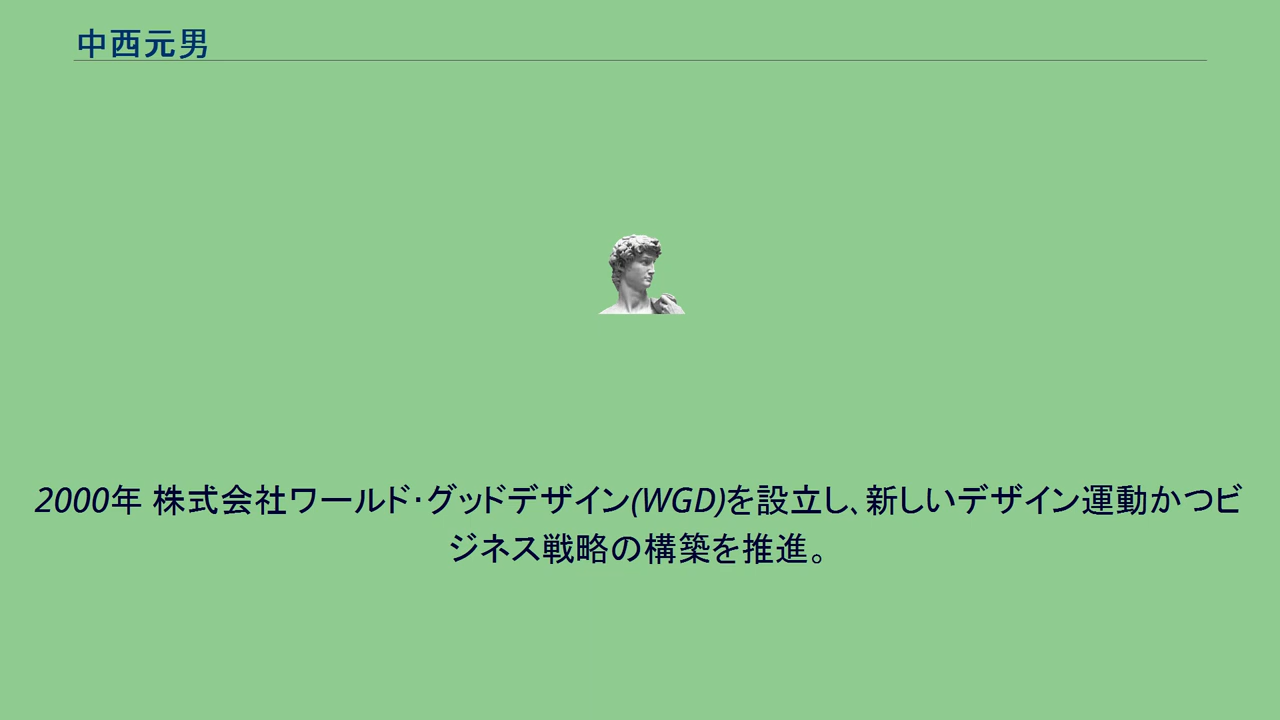 中西元男
2000年 株式会社ワールド･グッドデザイン(WGD)を設立し、新しいデザイン運動かつビ
ジネス戦略の構築を推進。